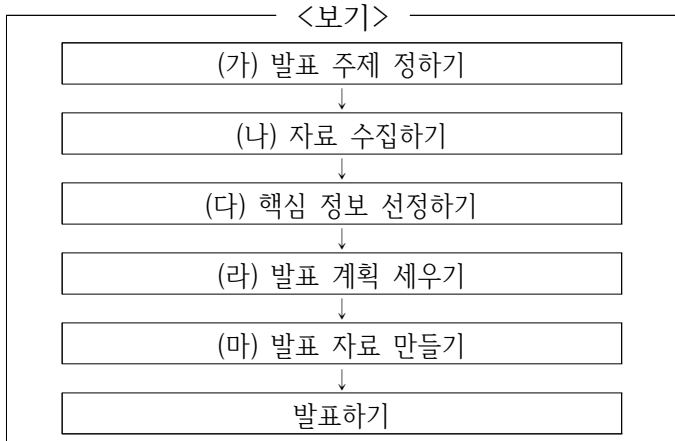 <보기>
(가) 발표 주제 정하기
↓
(나) 자료 수집하기
↓
(다) 핵심 정보 선정하기
↓
(라) 발표 계획 세우기
↓
(마) 발표 자료 만들기
↓
발표하기